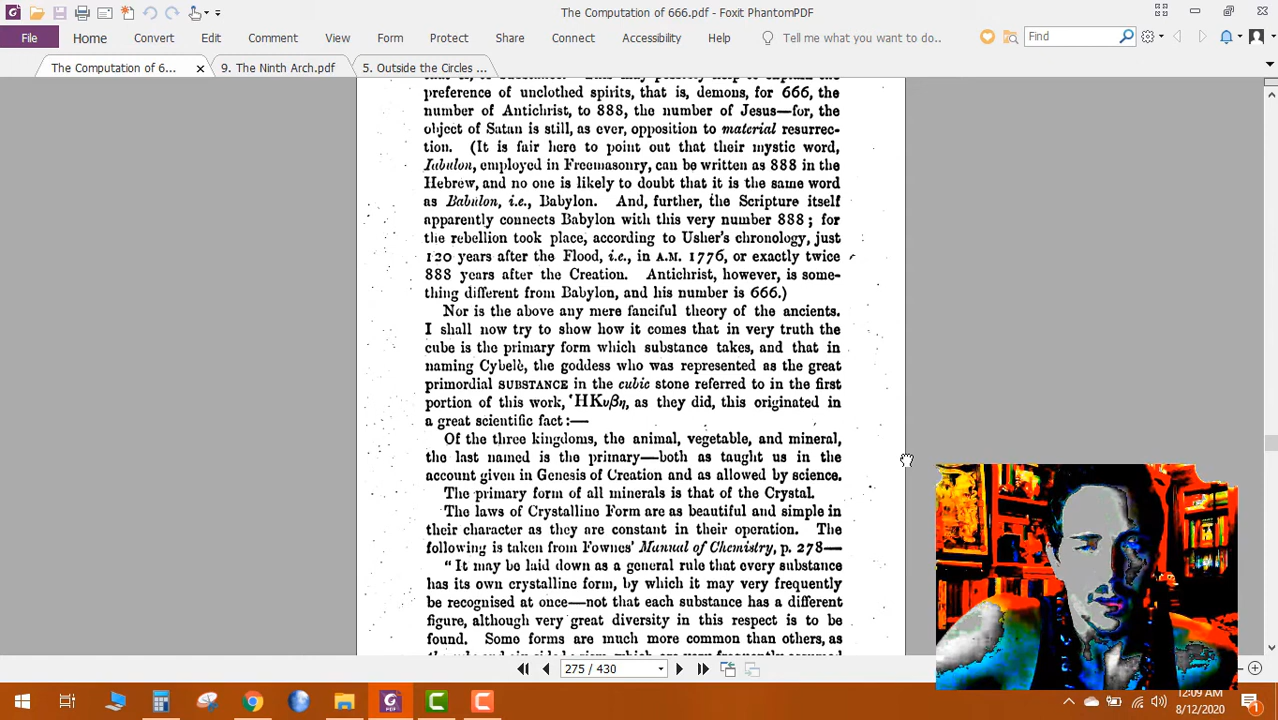 The Computation of 666.pdf - Foxit PhantomPDF
File Home Convert Edit Comment View Form Protect Share Connect Accessibility Help Tell me what you want to do.. Find
The Computation of 6... 9. The Ninth Arch.pdf 5. Outside the Circles ...
preference of unclothed spirits, that is, demons, for 666, the
number of Antichrist, to 888, the number of Jesus—for, the
object of Satan is still, as ever, opposition to material resurrec-
tion. (It is fair here to point out that their mystic word,
Iabulon, employed in Freemasonry, can be written as 888 in the
Hebrew, and no one is likely to doubt that it is the same word
as Babulon, i.e., Babylon. And, further, the Scripture itself
apparently connects Babylon with this very number 888; for
the rebellion took place, according to Usher's chronology, just
120 years after the Flood, i.e., in A.M. 1776, or exactly twice
888 years after the Creation. Antichrist, however, is some-
thing different from Babylon, and his number is 666.)
Nor is the above any mere fanciful theory of the ancients.
I shall now try to show how it comes that in very truth the
cube is the primary form which substance takes, and that in
naming Cybelè, the goddess who was represented as the great
primordial SUBSTANCE in the cubic stone referred to in the first
portion of this work, ‘HΚυβη, as they did, this originated in
a great scientific fact :—
Of the three kingdoms, the animal, vegetable, and mineral,
the last named is the primary—both as taught us in the
account given in Genesis of Creation and as allowed by science.
The primary form of all minerals is that of the Crystal.
The laws of Crystalline Form are as beautiful and simple in
their character as they are constant in their operation. The
following is taken from Fownes' Manual of Chemistry, p. 278—
“It may be laid down as a general rule that every substance
has its own crystalline form, by which it may very frequently
be recognised at once—not that each substance has a different
figure, although very great diversity in this respect is to be
found. Some forms are much more common than others, as
275 / 430
12:09 AM
8/12/2020